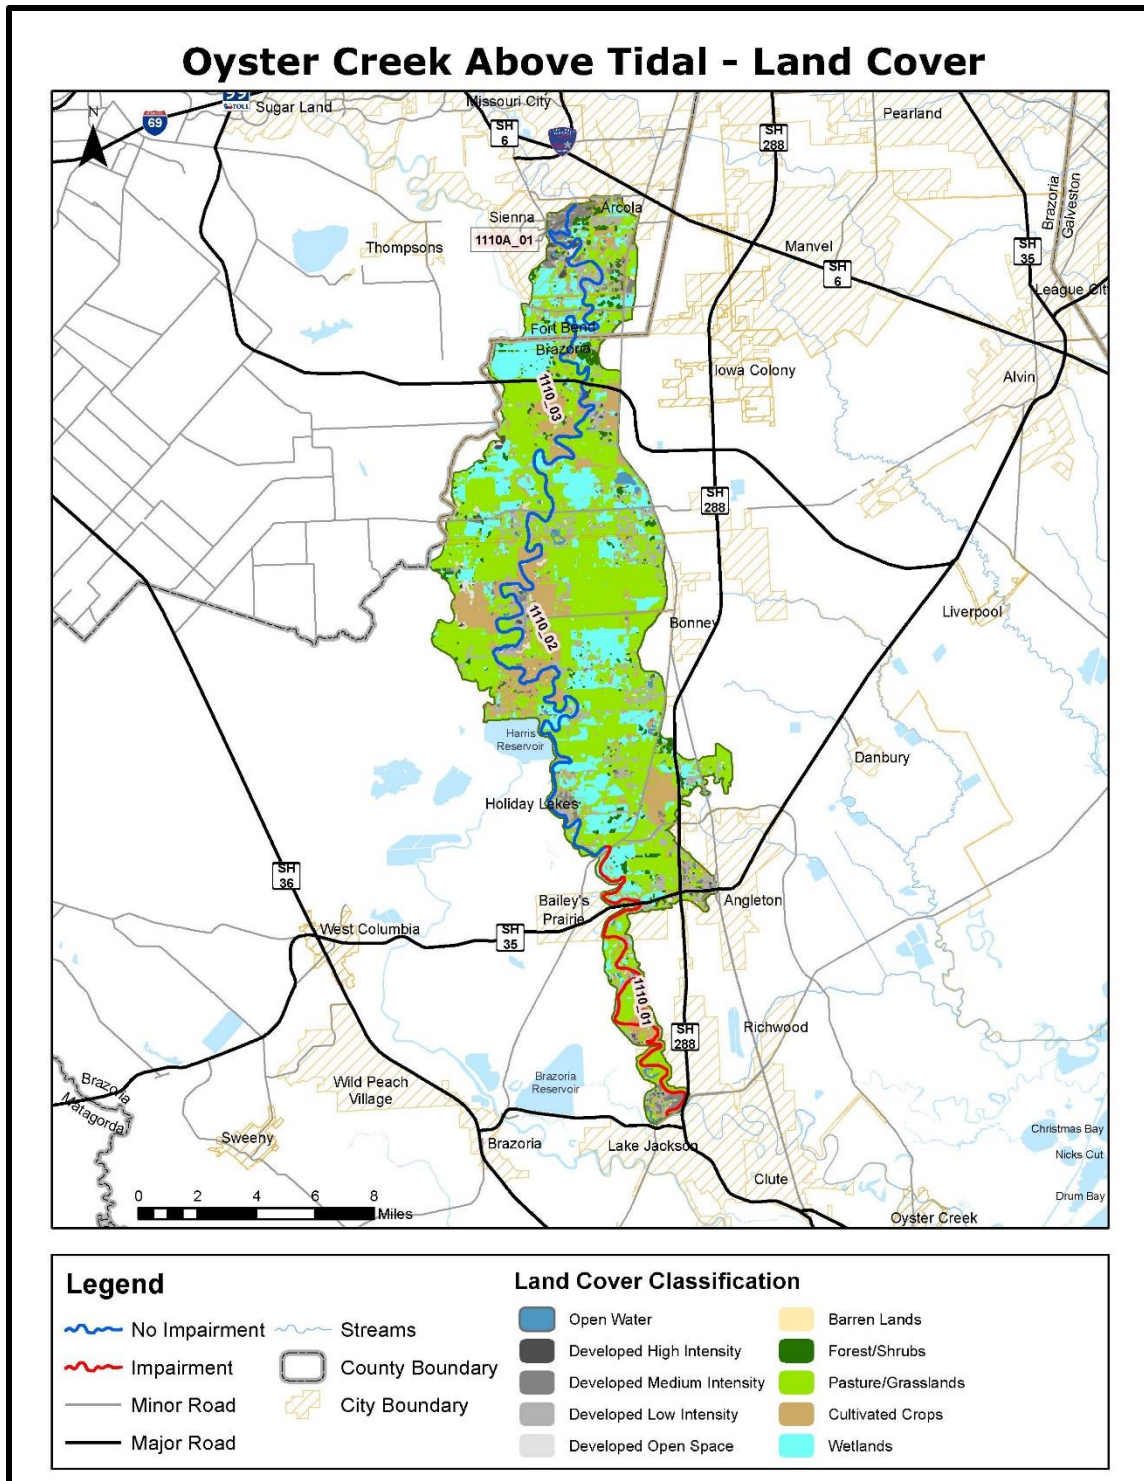 Oyster Creek Above Tidal - Land Cover
N
69
99
TOLL
Sugar Land
Missouri City
SH
6
SH
288
Pearland
Brazoria
Galveston
SH
35
League City
Sienna
Arcola
1110A_01
Thompsons
Manvel
SH
6
Fort Bend
Brazoria
1110_03
Iowa Colony
Alvin
SH
288
1110_02
Bonney
Liverpool
Harris
Reservoir
Danbury
Holiday Lakes
SH
36
Bailey's
Prairie
Angleton
West Columbia
SH
35
1110_01
Richwood
SH
288
Brazoria
Matagorda
Wild Peach
Village
Brazoria
Reservoir
Sweeny
Brazoria
Lake Jackson
Clute
Christmas Bay
Nicks Cut
Drum Bay
Oyster Creek
0 2 4 6 8
Miles
Legend
No Impairment
Impairment
Minor Road
Major Road
Streams
County Boundary
City Boundary
Land Cover Classification
Open Water
Developed High Intensity
Developed Medium Intensity
Developed Low Intensity
Developed Open Space
Barren Lands
Forest/Shrubs
Pasture/Grasslands
Cultivated Crops
Wetlands